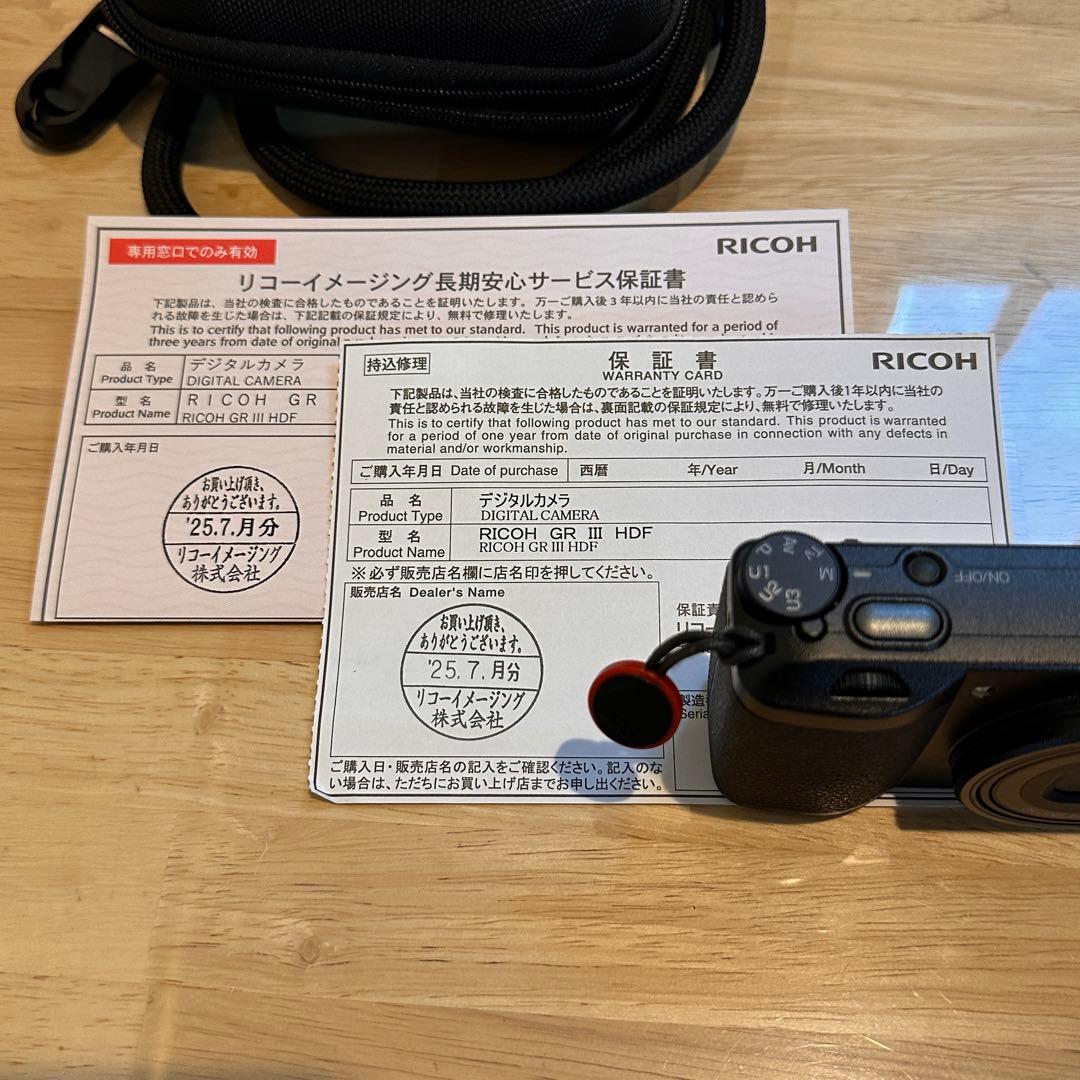 専用窓口でのみ有効
RICOH
リコーイメージング長期安心サービス保証書
下記製品は、当社の検査に合格したものであることを証明いたします。万一ご購入後3年以内に当社の責任と認めら
れる故障を生じた場合は、下記記載の保証規定により、無料で修理いたします。
This is to certify that following product has met to our standard. This product is warranted for a period of
three years from date of original
品 名 デジタルカメラ
Product Type DIGITAL CAMERA
型 名 RICOH GR
Product Name RICOH GR III HDF
ご購入年月日
お買い上げ頂き、
ありがとうございます。
'25.7.月分
リコーイメージング
株式会社
持込修理
保証書
RICOH
WARRANTY CARD
下記製品は、当社の検査に合格したものであることを証明いたします。万一ご購入後1年以内に当社の
責任と認められる故障を生じた場合は、裏面記載の保証規定により、無料で修理いたします。
This is to certify that following product has met to our standard. This product is warranted
for a period of one year from date of original purchase in connection with any defects in
material and/or workmanship.
ご購入年月日 Date of purchase 西暦 年/Year 月/Month 日/Day
品 名 デジタルカメラ
Product Type DIGITAL CAMERA
型 名 RICOH GR III HDF
Product Name RICOH GR III HDF
※必ず販売店名欄に店名印を押してください。
販売店名 Dealer's Name
お買い上げ頂き、
ありがとうございます。
'25.7.月分
リコーイメージング
株式会社
保証責
リコー
製造
Seria
ご購入日・販売店名の記入をご確認ください。記入のな
い場合は、ただちにお買い上げ店までお申し出ください。
P Av Tv M U1 U3
ON/OFF